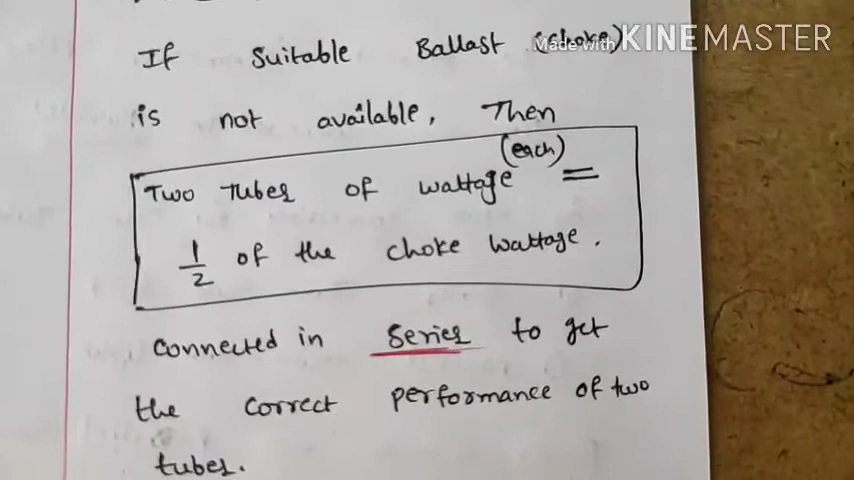 If Suitable Ballast (choke)
Made with KINEMASTER
is not available, Then
Two tubes of wattage (each) =
1/2 of the choke wattage.
connected in series to get
the correct performance of two
tubes.